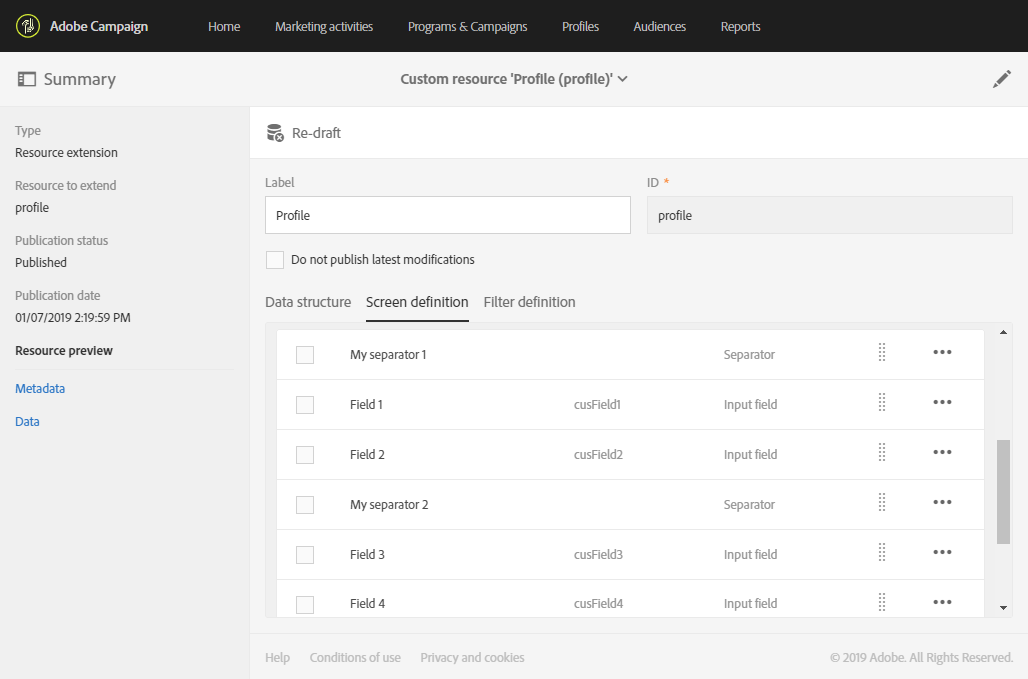 Adobe Campaign Home Marketing activities Programs & Campaigns Profiles Audiences Reports
Summary
Custom resource 'Profile (profile)'
Type
Resource extension
Resource to extend
profile
Publication status
Published
Publication date
01/07/2019 2:19:59 PM
Resource preview
Metadata
Data
Re-draft
Label
Profile
ID *
profile
Do not publish latest modifications
Data structure Screen definition Filter definition
My separator 1 Separator
Field 1 cusField1 Input field
Field 2 cusField2 Input field
My separator 2 Separator
Field 3 cusField3 Input field
Field 4 cusField4 Input field
Help Conditions of use Privacy and cookies © 2019 Adobe. All Rights Reserved.